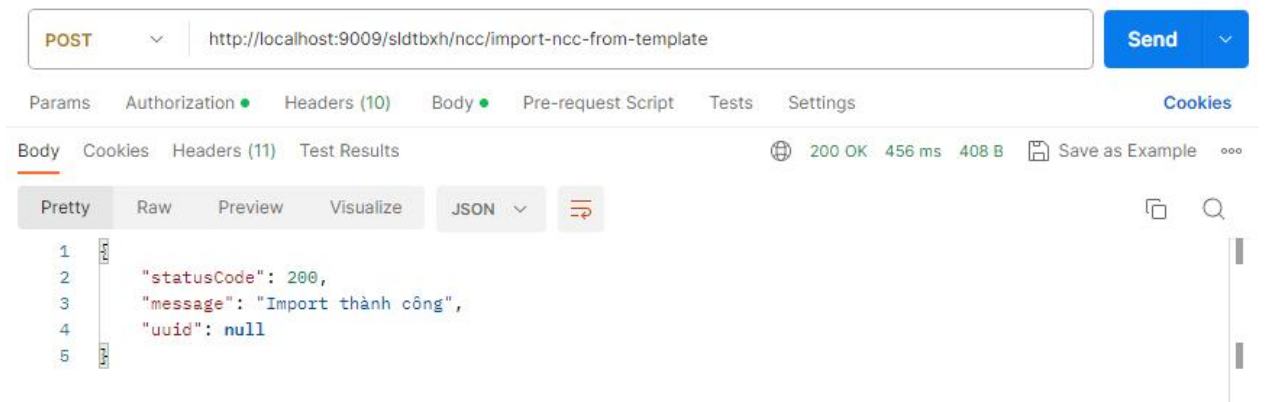 POST http://localhost:9009/sldtbxh/ncc/import-ncc-from-template Send
Params Authorization Headers (10) Body Pre-request Script Tests Settings Cookies
Body Cookies Headers (11) Test Results 200 OK 456 ms 408 B Save as Example
Pretty Raw Preview Visualize JSON
1 {
2 "statusCode": 200,
3 "message": "Import thành công",
4 "uuid": null
5 }